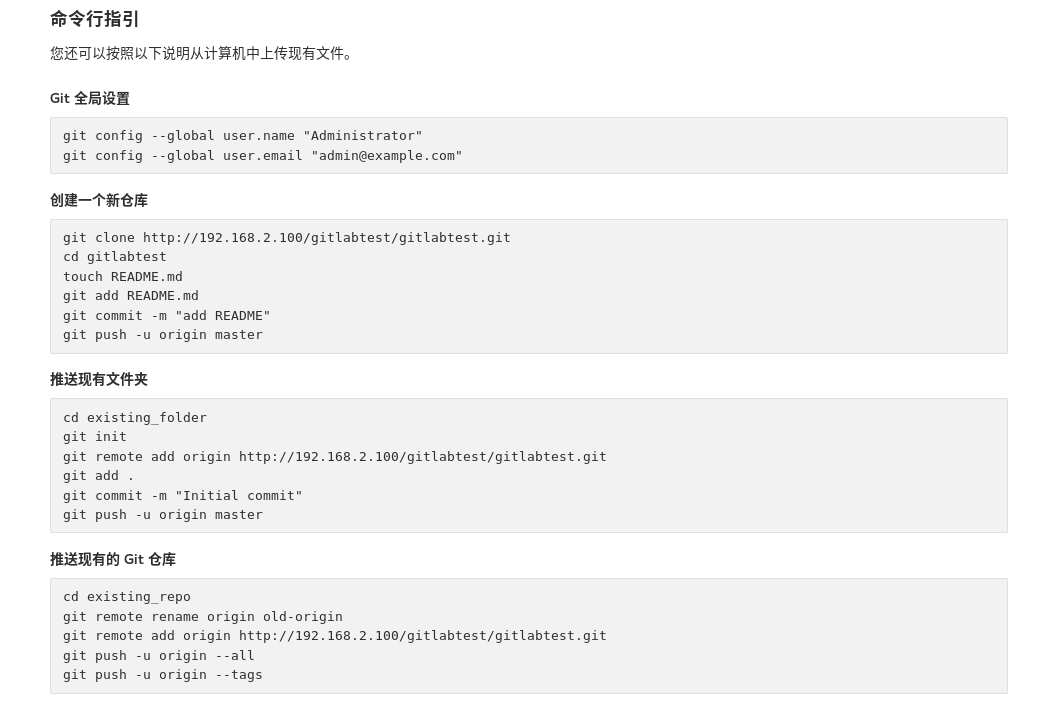 命令行指引
您还可以按照以下说明从计算机中上传现有文件。
Git 全局设置
git config --global user.name "Administrator"
git config --global user.email "admin@example.com"
创建一个新仓库
git clone http://192.168.2.100/gitlabtest/gitlabtest.git
cd gitlabtest
touch README.md
git add README.md
git commit -m "add README"
git push -u origin master
推送现有文件夹
cd existing_folder
git init
git remote add origin http://192.168.2.100/gitlabtest/gitlabtest.git
git add .
git commit -m "Initial commit"
git push -u origin master
推送现有的 Git 仓库
cd existing_repo
git remote rename origin old-origin
git remote add origin http://192.168.2.100/gitlabtest/gitlabtest.git
git push -u origin --all
git push -u origin --tags